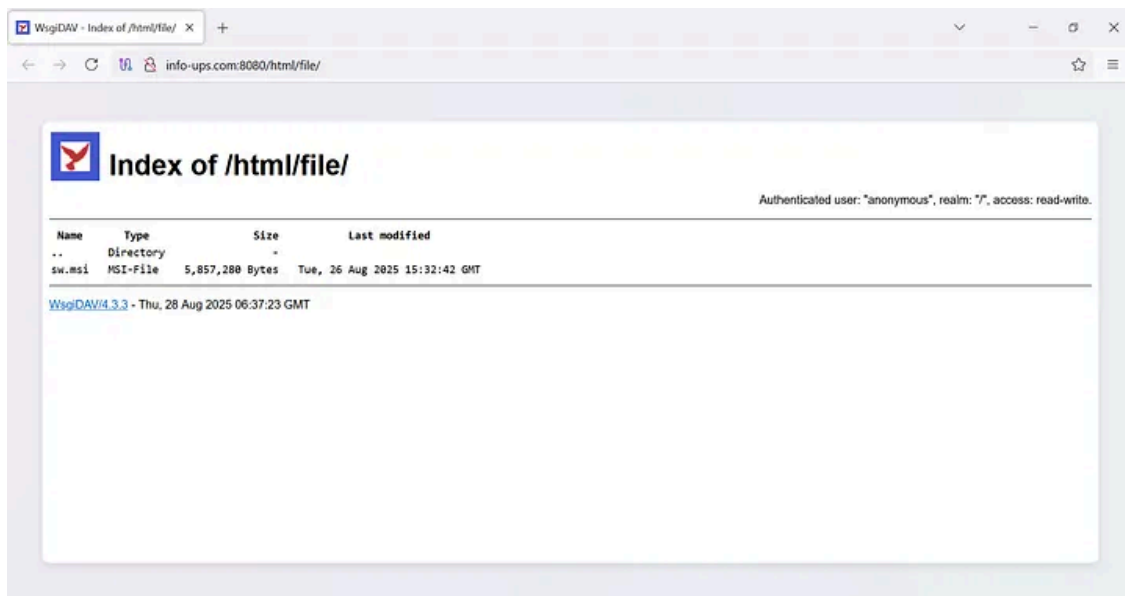 WsgiDAV - Index of /html/file/
info-ups.com:8080/html/file/
Index of /html/file/
Authenticated user: "anonymous", realm: "/", access: read-write.
Name Type Size Last modified
.. Directory -
sw.msi MSI-File 5,857,280 Bytes Tue, 26 Aug 2025 15:32:42 GMT
WsgiDAV/4.3.3 - Thu, 28 Aug 2025 06:37:23 GMT